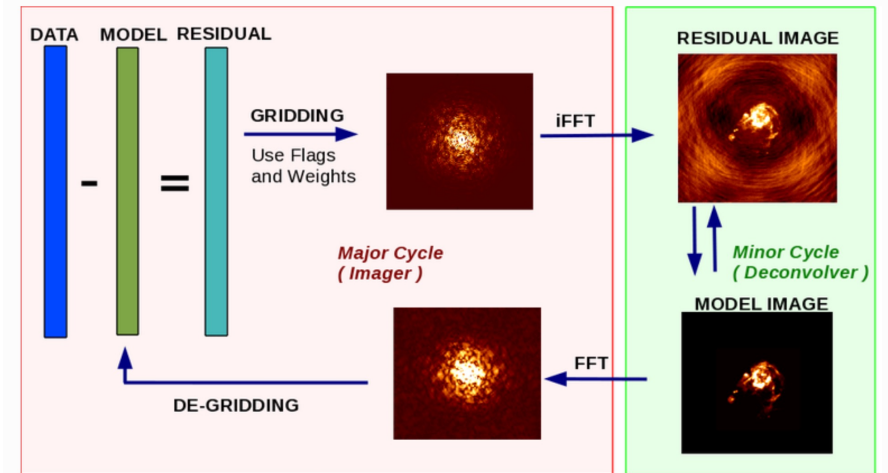 DATA
MODEL
RESIDUAL
-
=
GRIDDING
Use Flags
and Weights
iFFT
RESIDUAL IMAGE
Major Cycle
( Imager )
Minor Cycle
( Deconvolver )
MODEL IMAGE
FFT
DE-GRIDDING